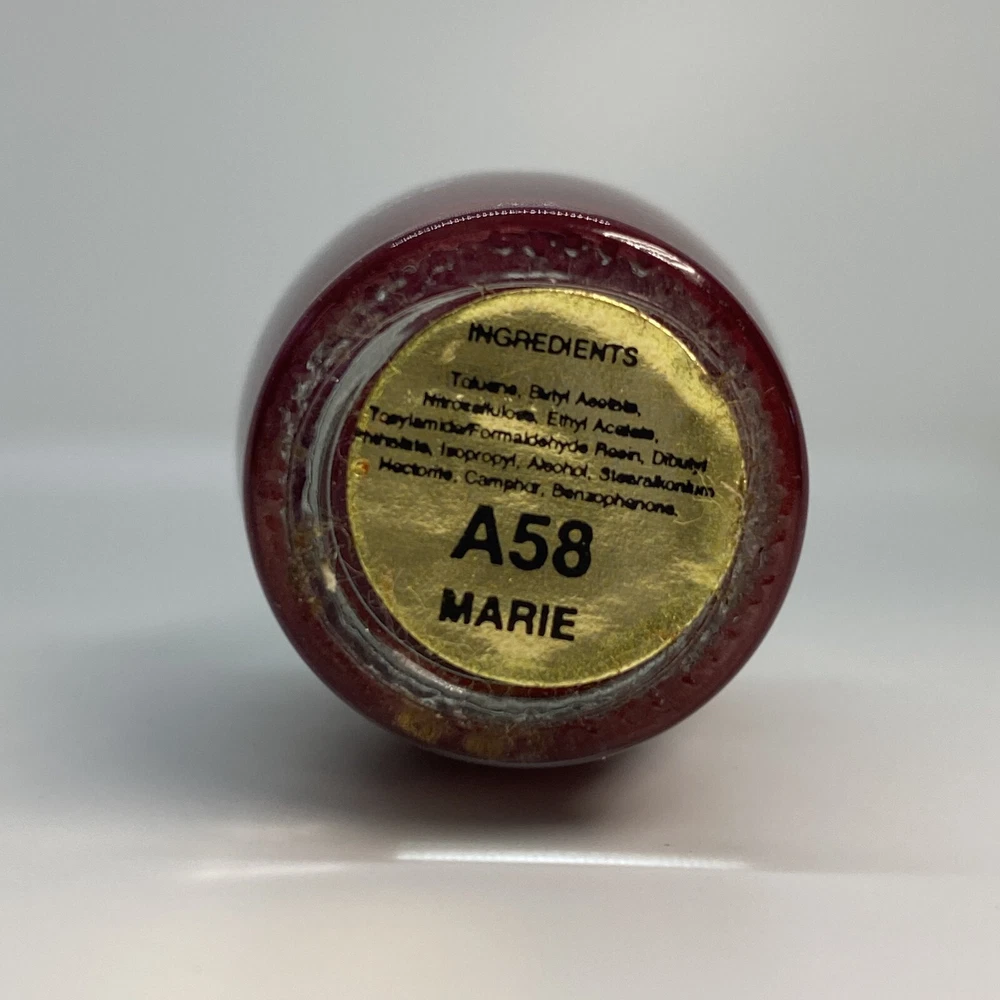 INGREDIENTS
Toluene, Butyl Acetate,
Nitrocellulose, Ethyl Acetate,
Tosylamide/Formaldehyde Resin, Dibutyl
Phthalate, Isopropyl, Alcohol, Stearalkonium
Hectorite, Camphor, Benzophenone,
A58
MARIE